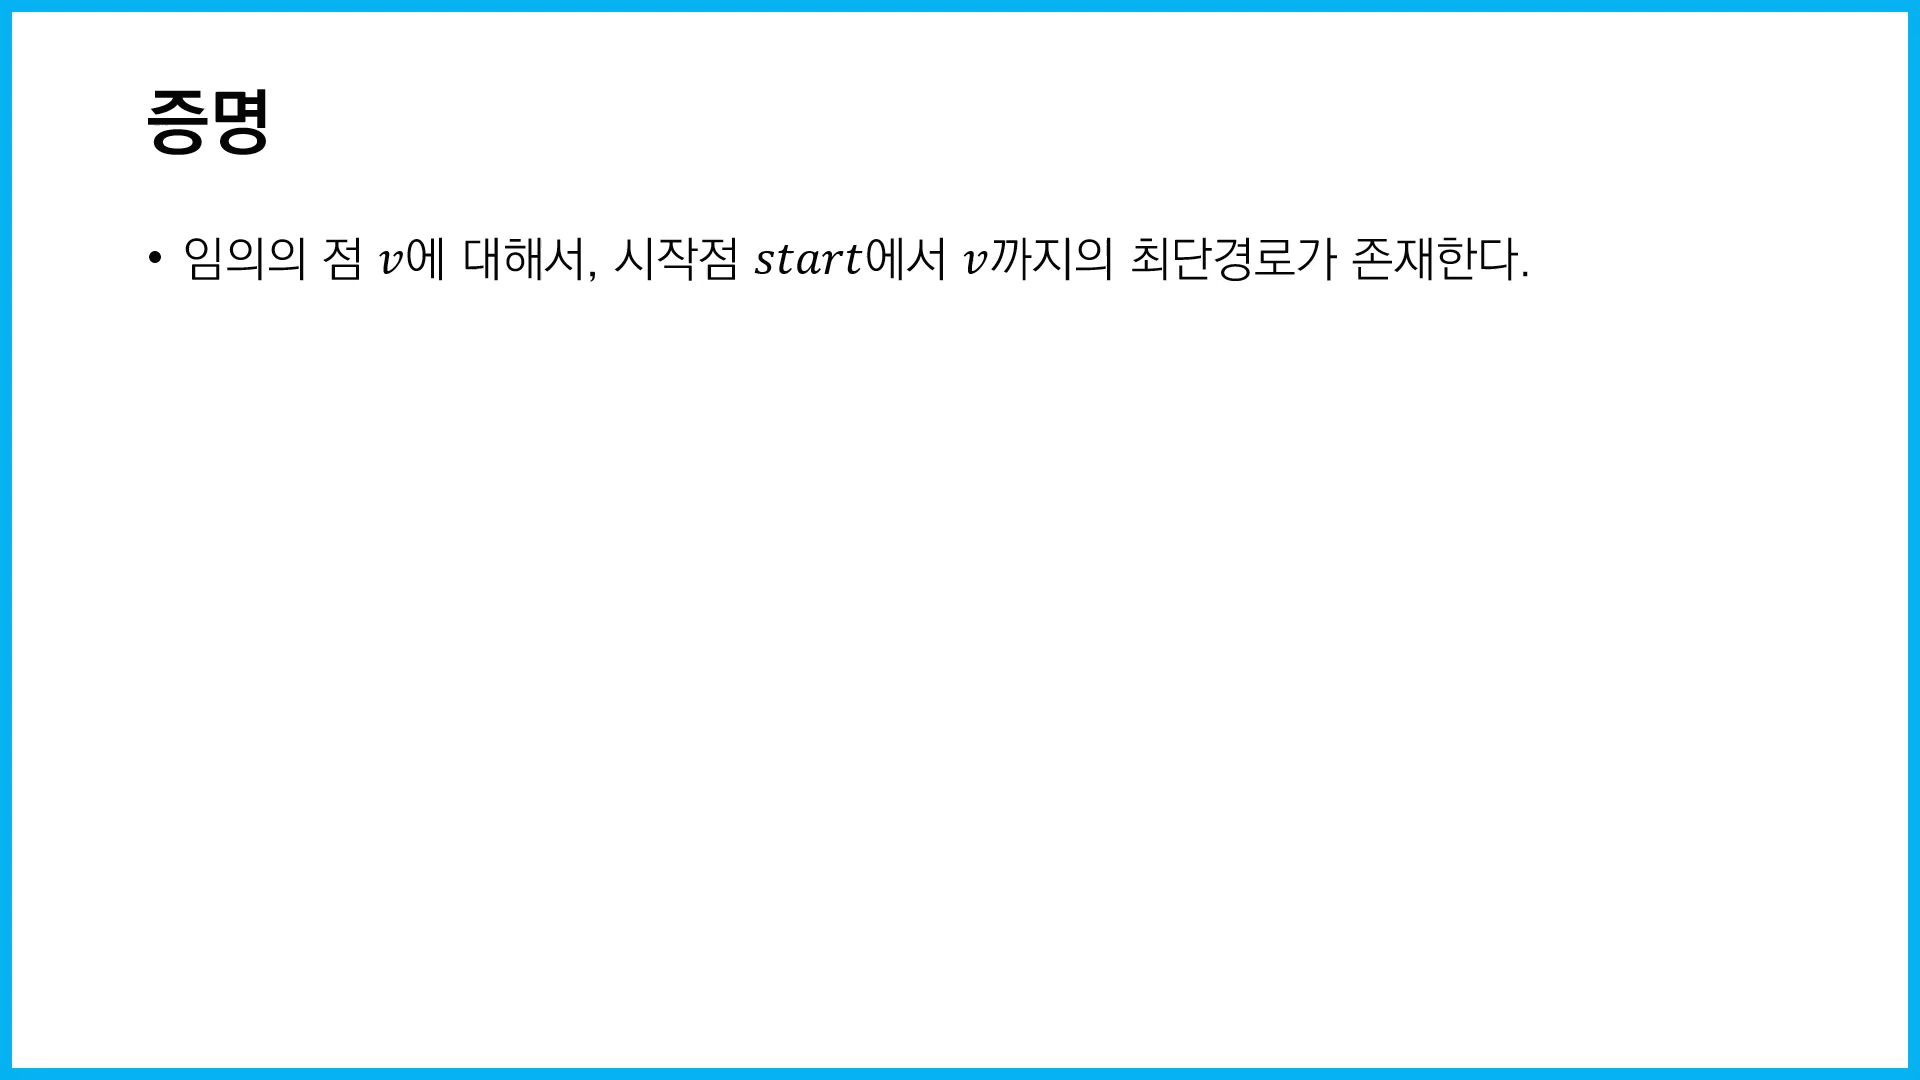 증명
• 임의의 점 v에 대해서, 시작점 start에서 v까지의 최단경로가 존재한다.